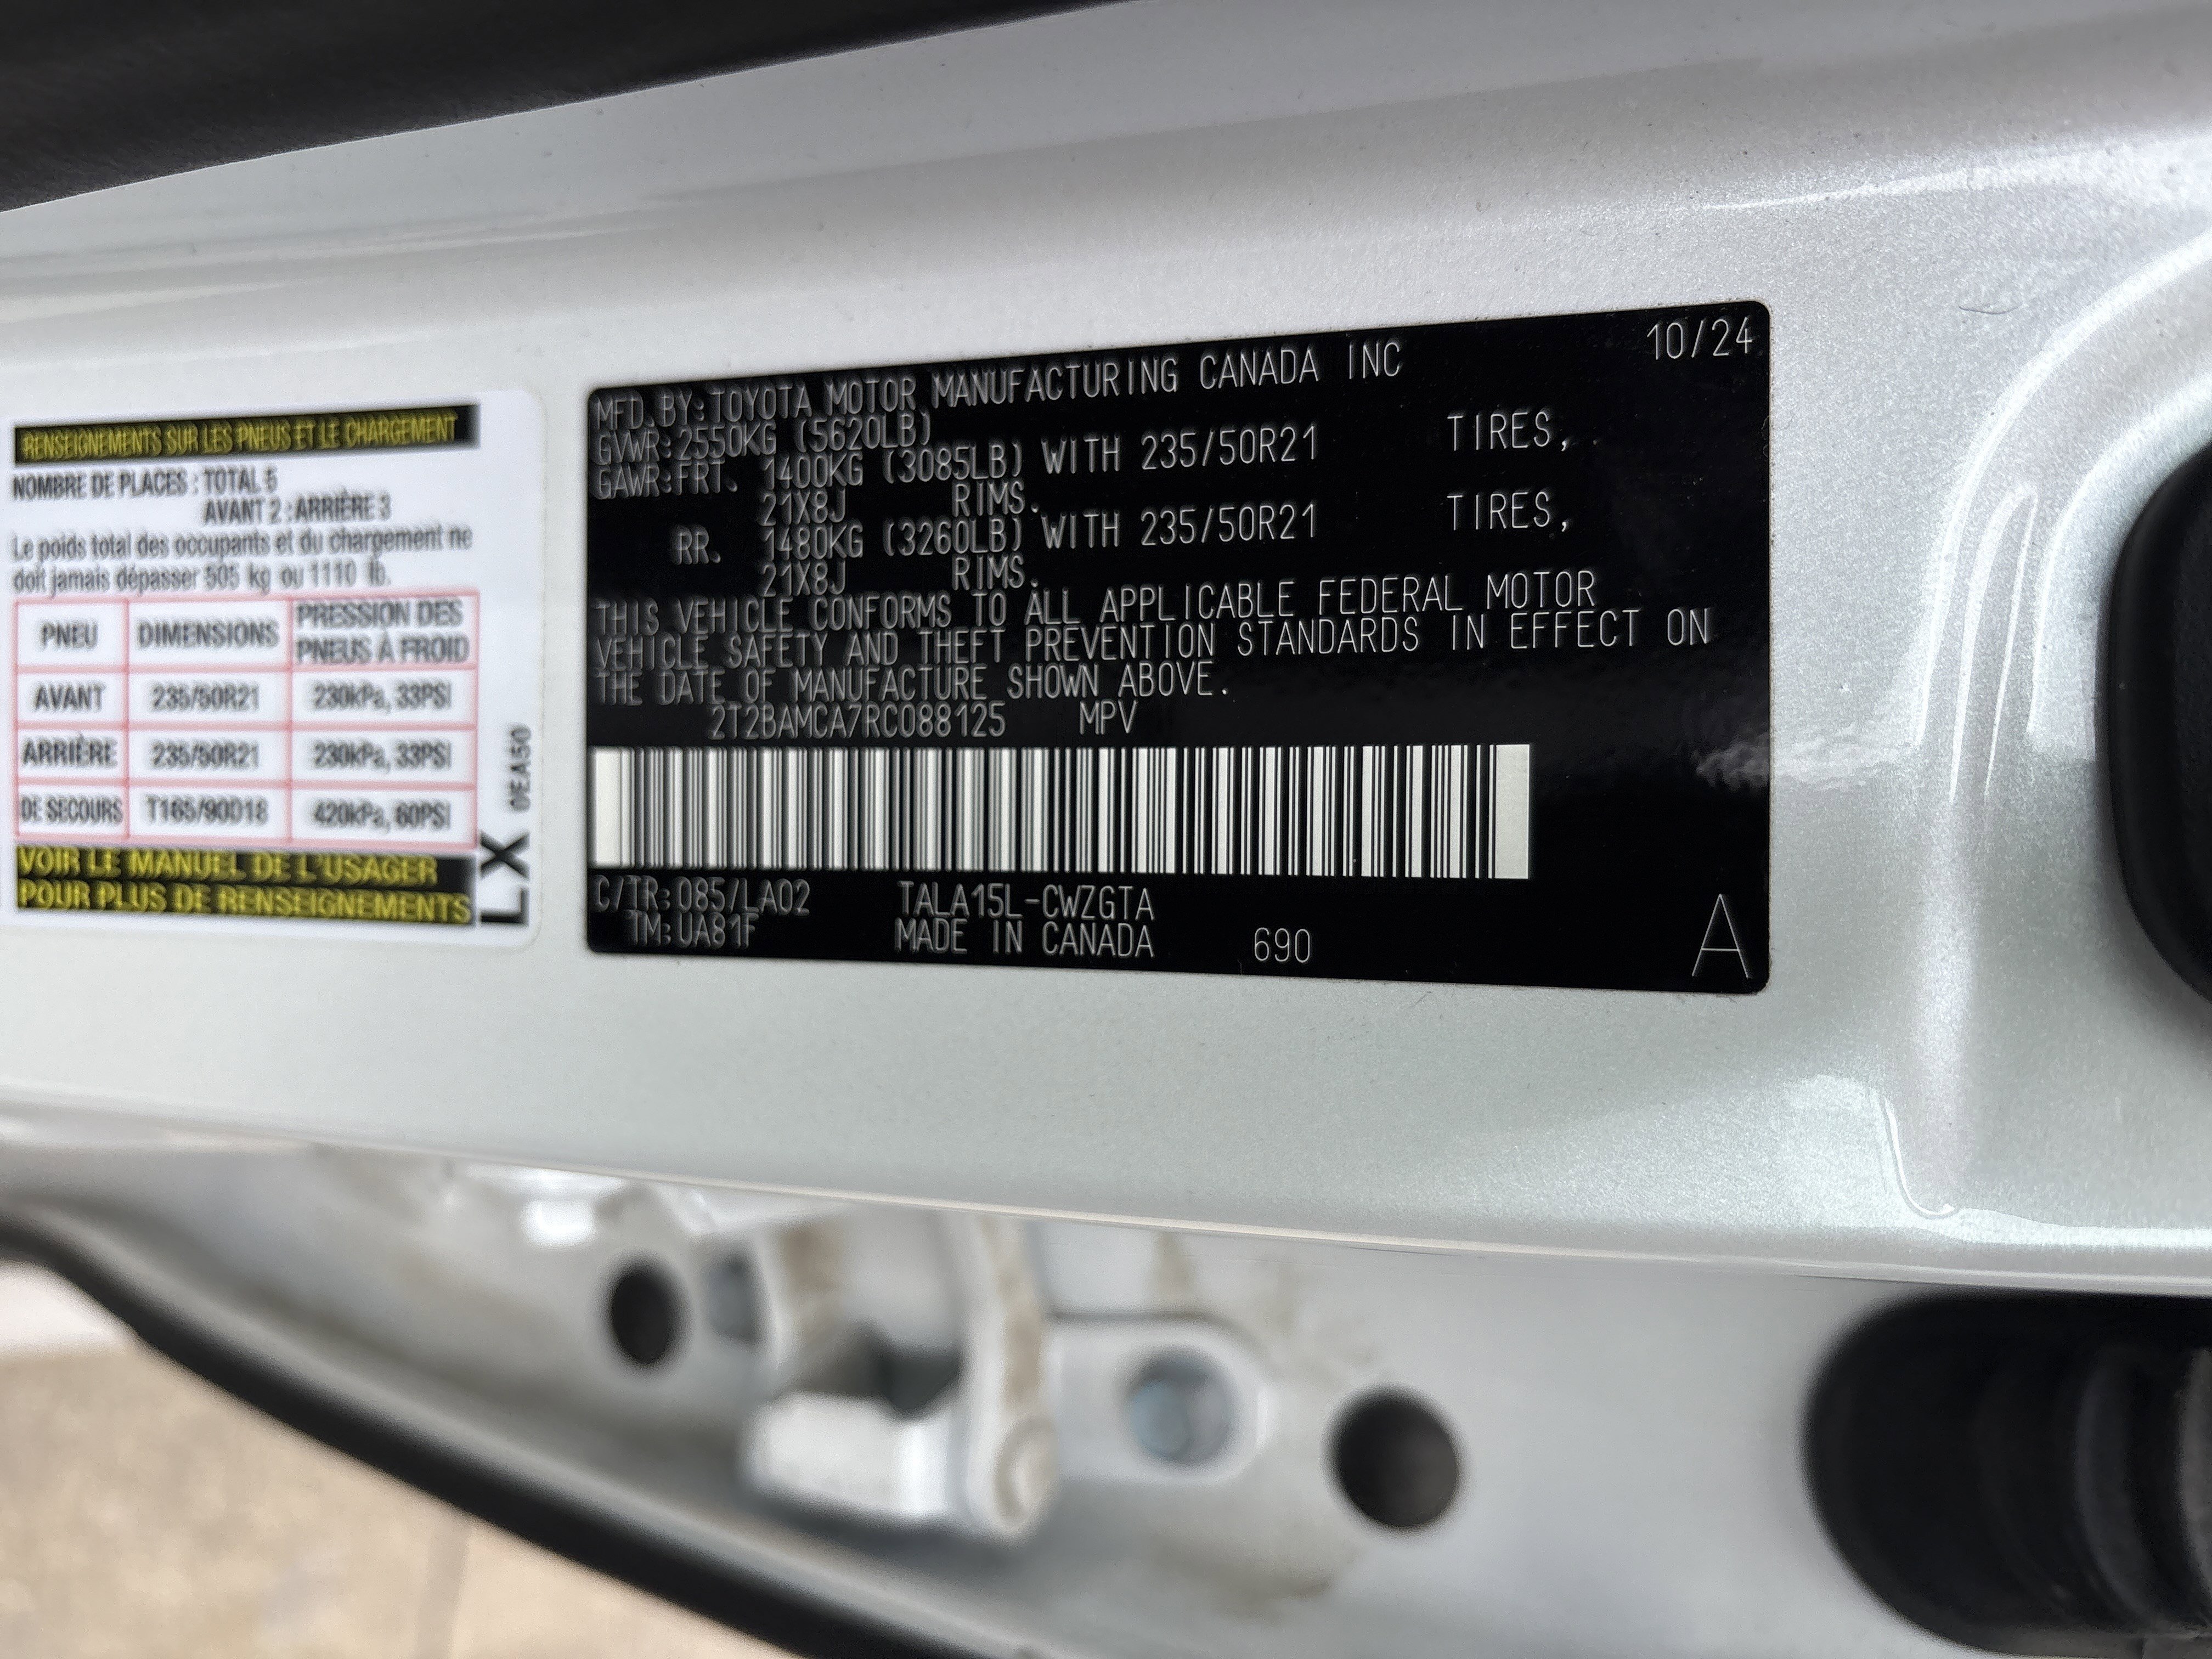 RENSEIGNEMENTS SUR LES PNEUS ET LE CHARGEMENT
NOMBRE DE PLACES : TOTAL 5
AVANT 2 : ARRIÈRE 3
Le poids total des occupants et du chargement ne
doit jamais dépasser 505 kg ou 1110 lb.
PNEU DIMENSIONS PRESSION DES PNEUS À FROID
AVANT 235/50R21 230kPa, 33PSI
ARRIÈRE 235/50R21 230kPa, 33PSI
DE SECOURS T165/90D18 420kPa, 60PSI
VOIR LE MANUEL DE L'USAGER
POUR PLUS DE RENSEIGNEMENTS
LX 0EA50
MFD.BY:TOYOTA MOTOR MANUFACTURING CANADA INC 10/24
GVWR:2550KG (5620LB)
GAWR:FRT. 1400KG (3085LB) WITH 235/50R21 TIRES,
21X8J RIMS.
RR. 1480KG (3260LB) WITH 235/50R21 TIRES,
21X8J RIMS.
THIS VEHICLE CONFORMS TO ALL APPLICABLE FEDERAL MOTOR
VEHICLE SAFETY AND THEFT PREVENTION STANDARDS IN EFFECT ON
THE DATE OF MANUFACTURE SHOWN ABOVE.
2T2BAMCA7RC088125 MPV
C/TR:085/LA02 TALA15L-CWZGTA
TM:UA81F MADE IN CANADA 690 A